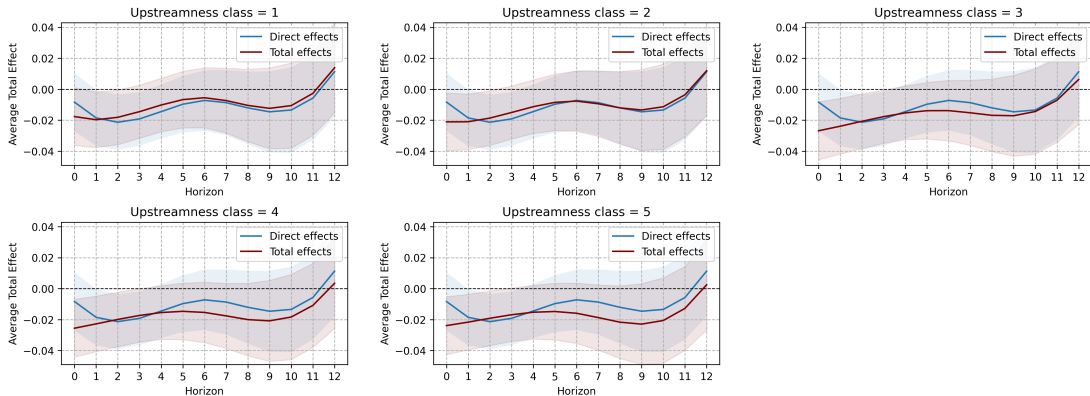 Upstreamness class = 1
Average Total Effect
0.04
0.02
0.00
−0.02
−0.04
Direct effects
Total effects
0 1 2 3 4 5 6 7 8 9 10 11 12
Horizon
Upstreamness class = 2
Average Total Effect
0.04
0.02
0.00
−0.02
−0.04
Direct effects
Total effects
0 1 2 3 4 5 6 7 8 9 10 11 12
Horizon
Upstreamness class = 3
Average Total Effect
0.04
0.02
0.00
−0.02
−0.04
Direct effects
Total effects
0 1 2 3 4 5 6 7 8 9 10 11 12
Horizon
Upstreamness class = 4
Average Total Effect
0.04
0.02
0.00
−0.02
−0.04
Direct effects
Total effects
0 1 2 3 4 5 6 7 8 9 10 11 12
Horizon
Upstreamness class = 5
Average Total Effect
0.04
0.02
0.00
−0.02
−0.04
Direct effects
Total effects
0 1 2 3 4 5 6 7 8 9 10 11 12
Horizon